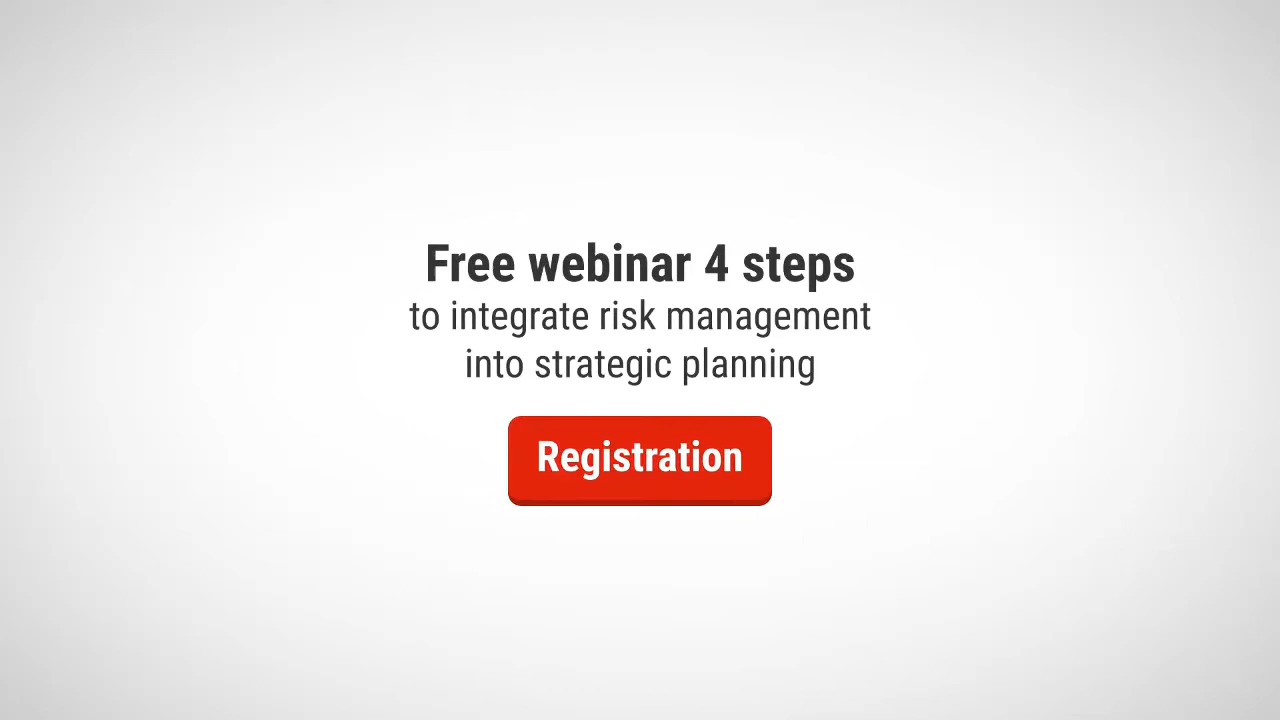 Free webinar 4 steps
to integrate risk management
into strategic planning
Registration